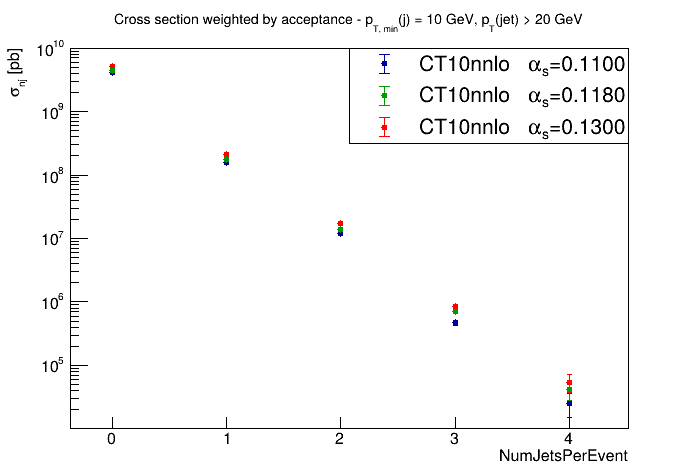 Cross section weighted by acceptance - p_T, min(j) = 10 GeV, p_T(jet) > 20 GeV
σ_nj [pb]
CT10nnlo α_s=0.1100
CT10nnlo α_s=0.1180
CT10nnlo α_s=0.1300
10^10
10^9
10^8
10^7
10^6
10^5
0 1 2 3 4
NumJetsPerEvent